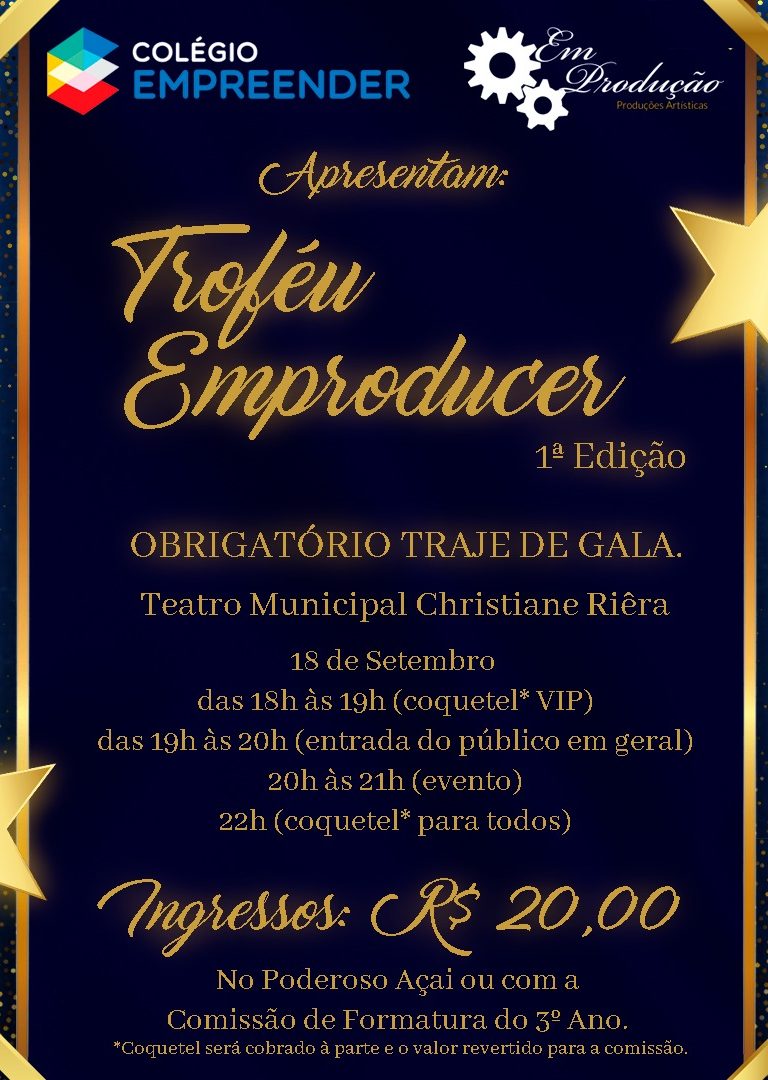 COLÉGIO
EMPREENDER
Em
Produção
Produções Artísticas
Apresentam:
Troféu
Emproducer
1ª Edição
OBRIGATÓRIO TRAJE DE GALA.
Teatro Municipal Christiane Riêra
18 de Setembro
das 18h às 19h (coquetel* VIP)
das 19h às 20h (entrada do público em geral)
20h às 21h (evento)
22h (coquetel* para todos)
Ingressos: R$ 20,00
No Poderoso Açai ou com a
Comissão de Formatura do 3º Ano.
*Coquetel será cobrado à parte e o valor revertido para a comissão.